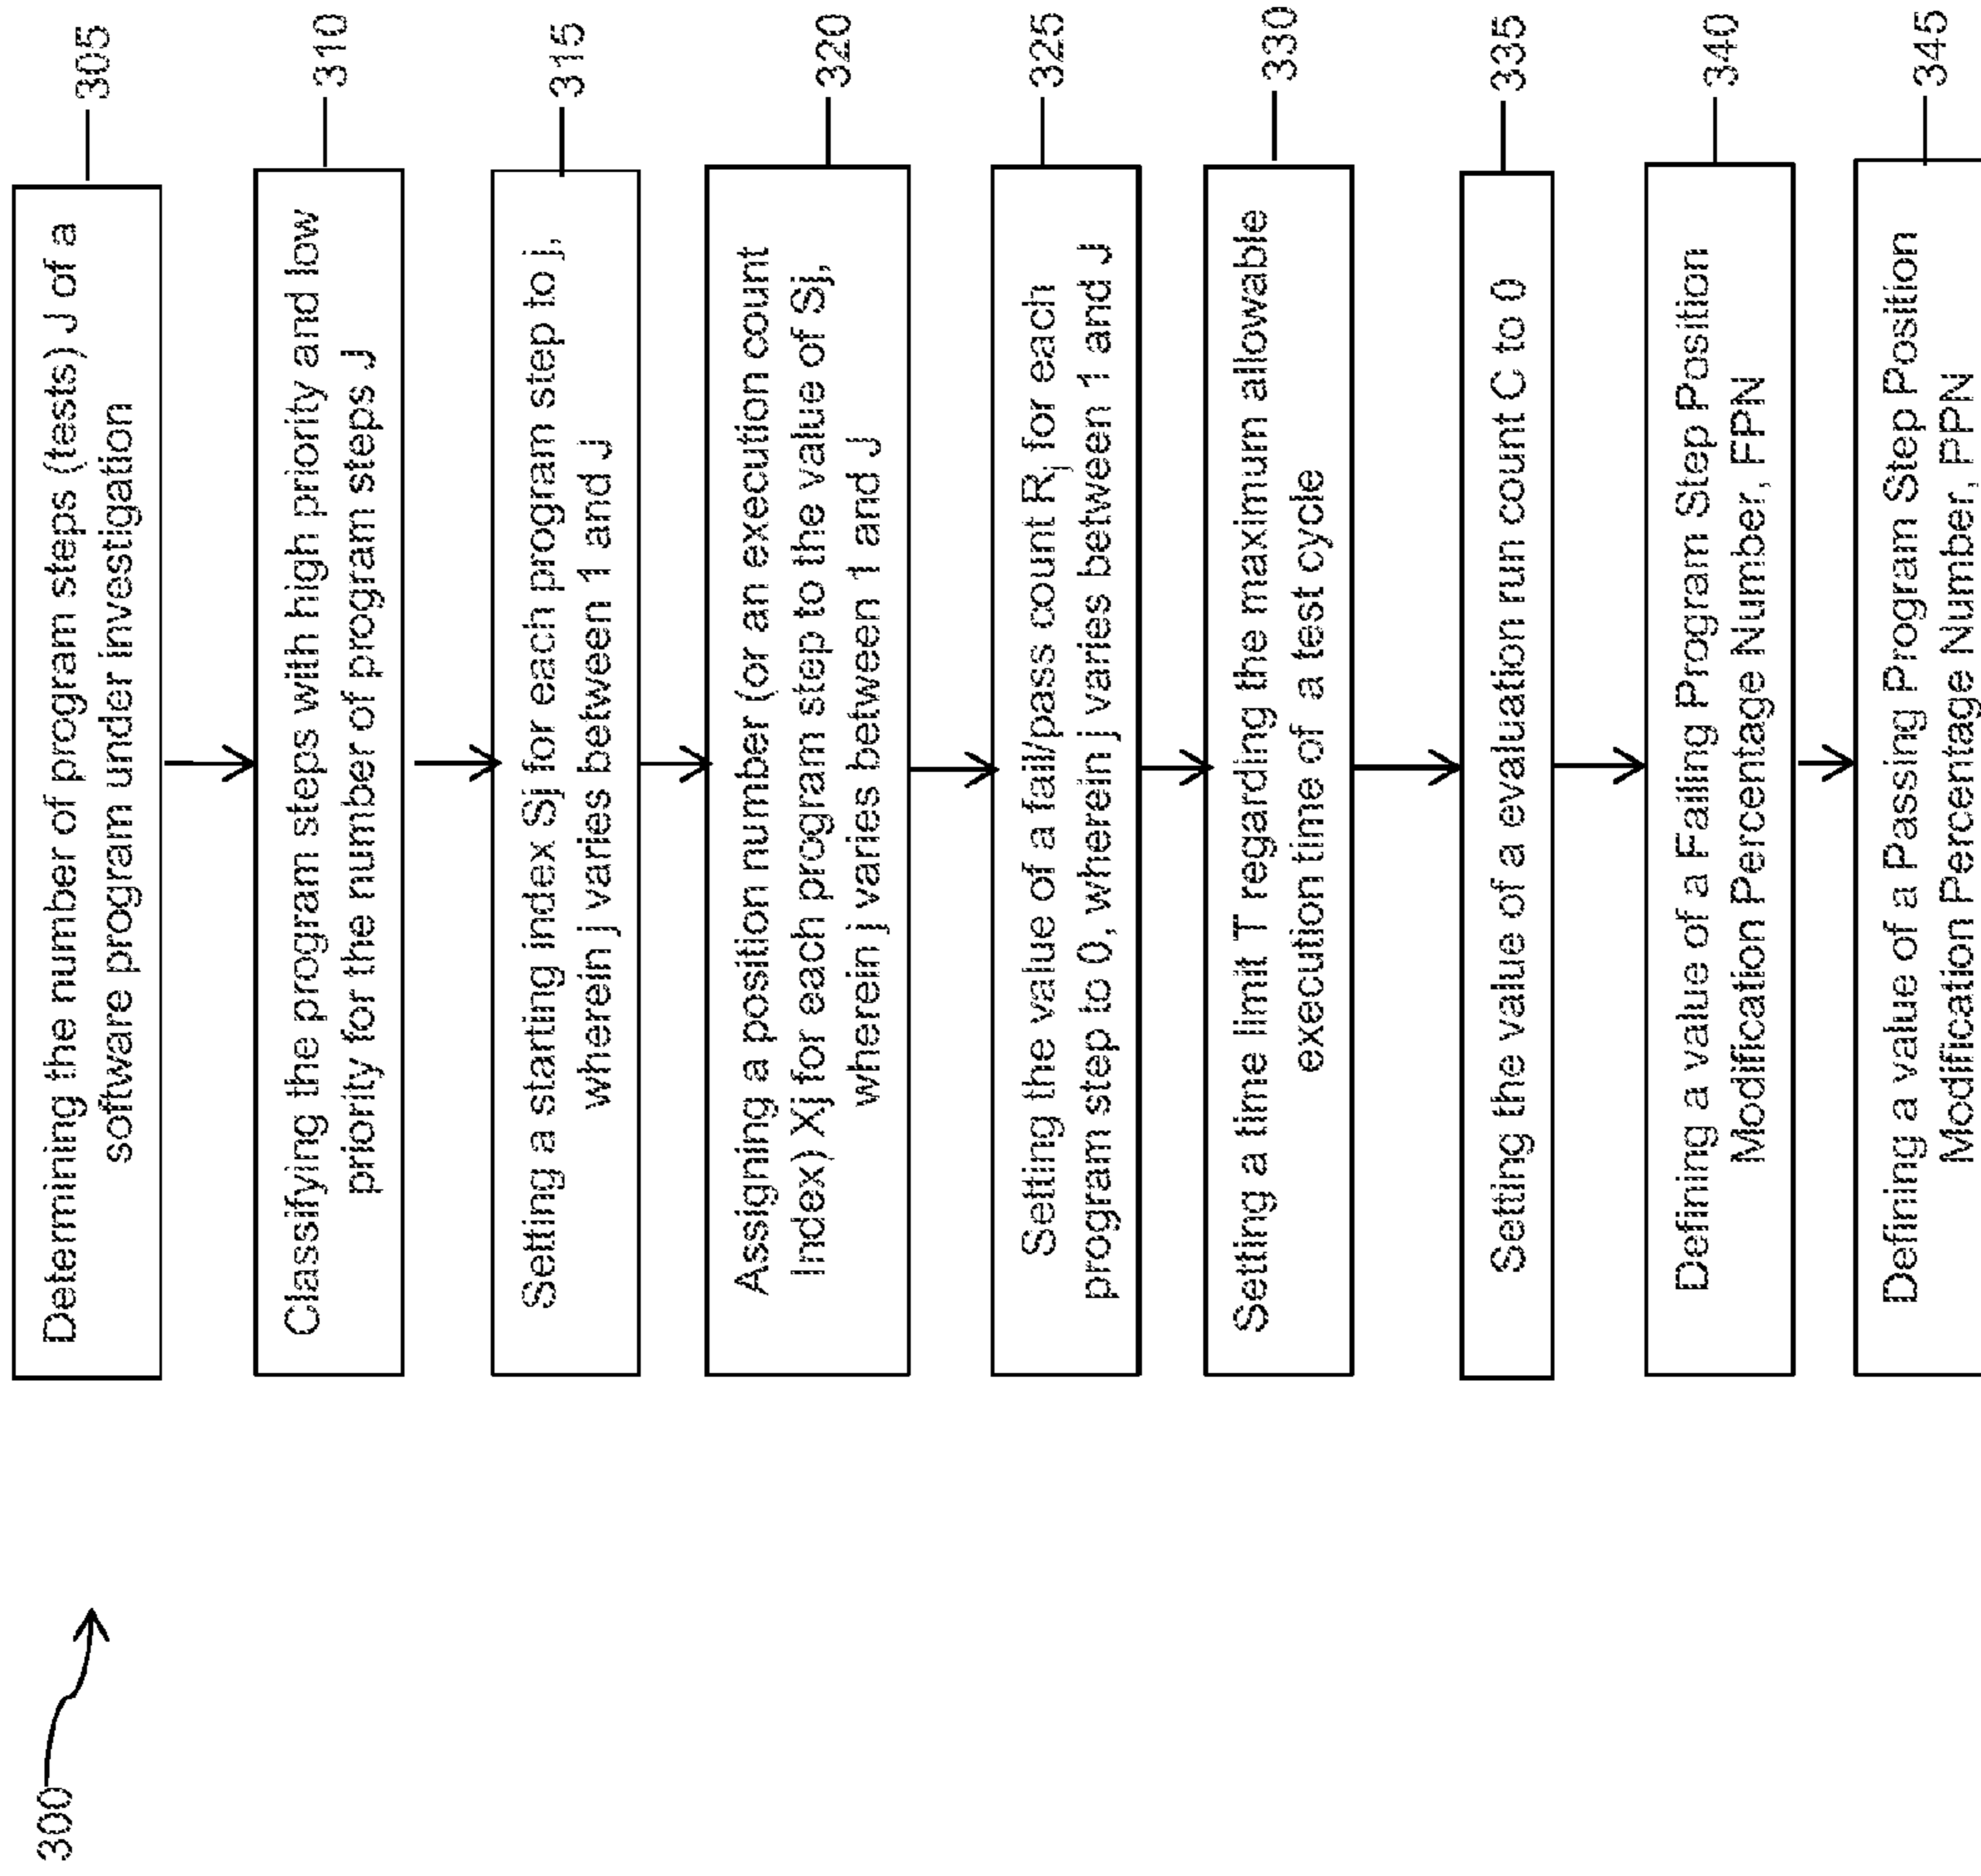 300
Determining the number of program steps (tests) J of a
software program under investigation
305
Classifying the program steps with high priority and low
priority for the number of program steps J
310
Setting a starting index Sj for each program step to j,
wherein j varies between 1 and J
315
Assigning a position number (or an execution count
Index) Xj for each program step to the value of Sj,
wherein j varies between 1 and J
320
Setting the value of a fail/pass count Rj for each
program step to 0, wherein j varies between 1 and J
325
Setting a time limit T regarding the maximum allowable
execution time of a test cycle
330
Setting the value of a evaluation run count C to 0
335
Defining a value of a Failing Program Step Position
Modification Percentage Number, FPN
340
Defining a value of a Passing Program Step Position
Modification Percentage Number, PPN
345